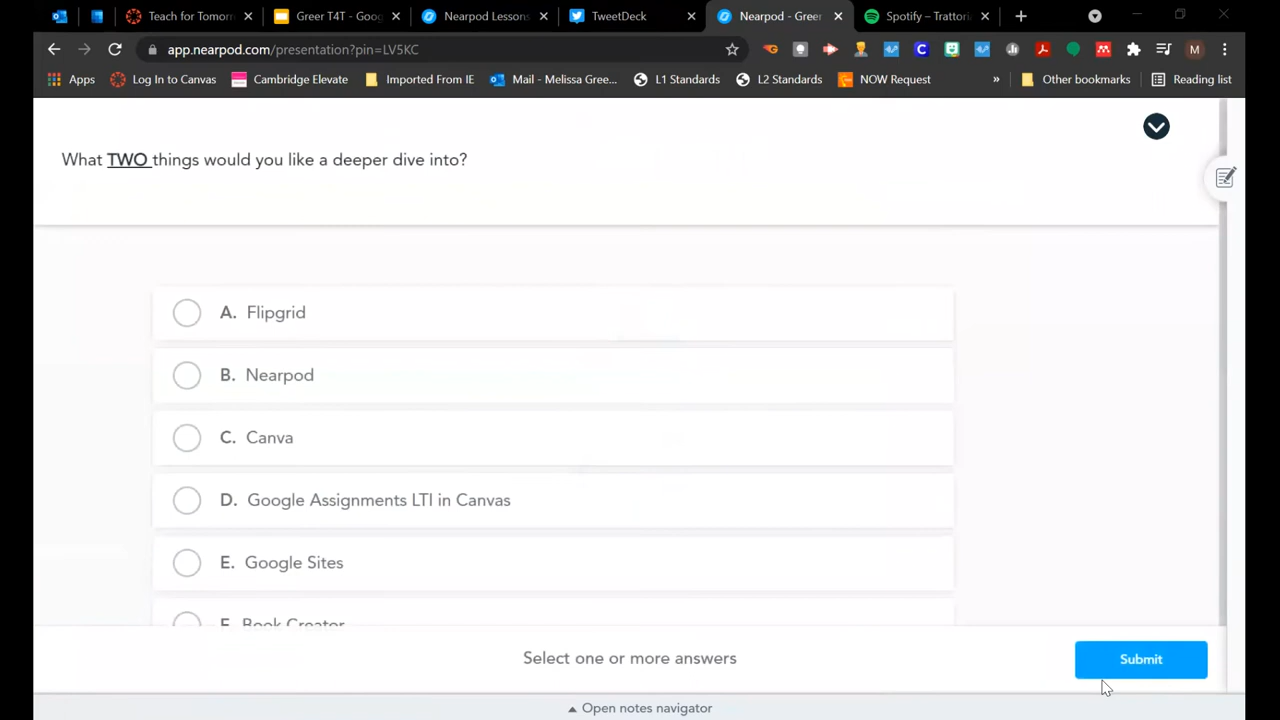 Teach for Tomorr
Greer T4T - Goog
Nearpod Lessons
TweetDeck
Nearpod - Greer
Spotify – Trattori
app.nearpod.com/presentation?pin=LV5KC
M
Apps
Log In to Canvas
Cambridge Elevate
Imported From IE
Mail - Melissa Gree...
L1 Standards
L2 Standards
NOW Request
»
Other bookmarks
Reading list
What TWO things would you like a deeper dive into?
A. Flipgrid
B. Nearpod
C. Canva
D. Google Assignments LTI in Canvas
E. Google Sites
F. Book Creator
Select one or more answers
Submit
Open notes navigator